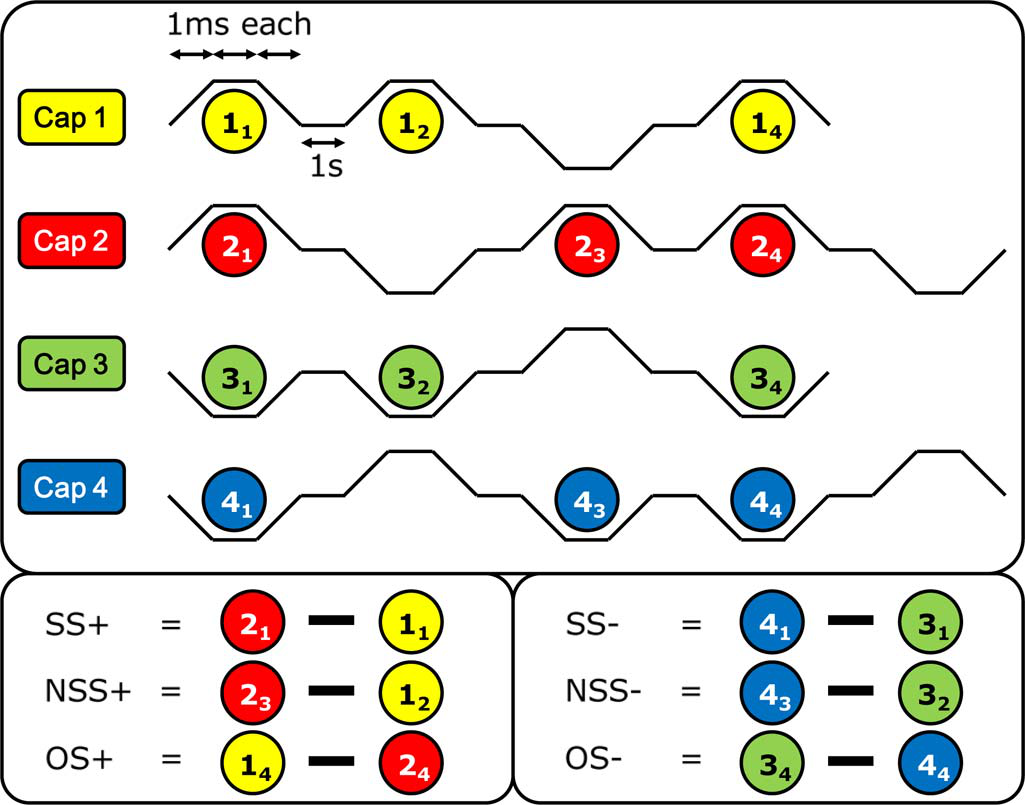 1ms each
Cap 1 1₁ 1₂ 1₄
1s
Cap 2 2₁ 2₃ 2₄
Cap 3 3₁ 3₂ 3₄
Cap 4 4₁ 4₃ 4₄
SS+ = 2₁ − 1₁
NSS+ = 2₃ − 1₂
OS+ = 1₄ − 2₄
SS- = 4₁ − 3₁
NSS- = 4₃ − 3₂
OS- = 3₄ − 4₄